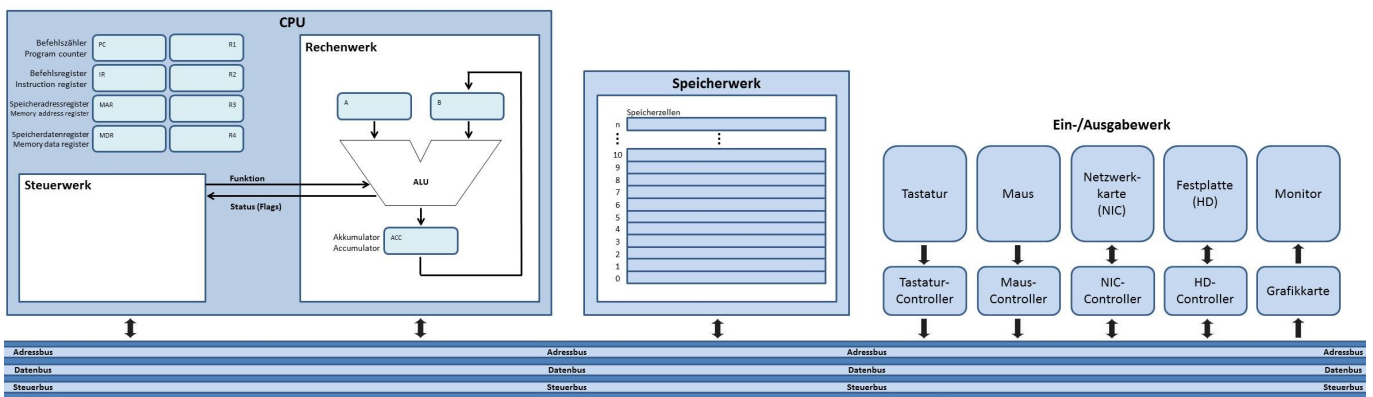 CPU
Befehlszähler
Program counter
PC
R1
Befehlsregister
Instruction register
IR
R2
Speicheradressregister
Memory address register
MAR
R3
Speicherdatenregister
Memory data register
MDR
R4
Steuerwerk
Funktion
Status (Flags)
Rechenwerk
A
B
ALU
Akkumulator
Accumulator
ACC
Speicherwerk
Speicherzellen
n
10
9
8
7
6
5
4
3
2
1
0
Ein-/Ausgabewerk
Tastatur
Maus
Netzwerk-
karte
(NIC)
Festplatte
(HD)
Monitor
Tastatur-
Controller
Maus-
Controller
NIC-
Controller
HD-
Controller
Grafikkarte
Adressbus Adressbus Adressbus Adressbus
Datenbus Datenbus Datenbus Datenbus
Steuerbus Steuerbus Steuerbus Steuerbus